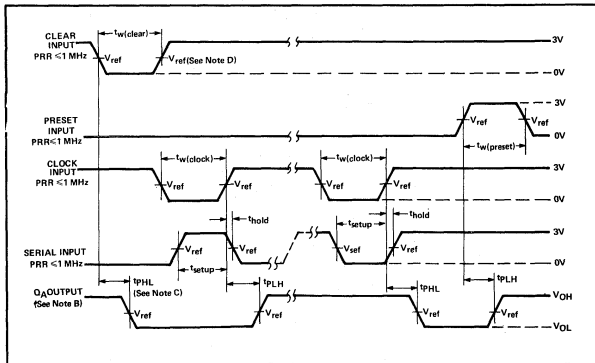 CLEAR INPUT PRR ≤1 MHz
tw(clear)
Vref
Vref(See Note D)
3V
0V
PRESET INPUT PRR ≤1 MHz
Vref
Vref
3V
0V
tw(preset)
CLOCK INPUT PRR ≤1 MHz
tw(clock)
Vref
Vref
tw(clock)
Vref
Vref
3V
0V
thold
tsetup
thold
SERIAL INPUT PRR ≤1 MHz
Vref
Vref
Vsef
Vref
3V
0V
tsetup
tPHL
(See Note C)
tPLH
tPHL
tPLH
QA OUTPUT
(See Note B)
Vref
Vref
Vref
Vref
VOH
VOL